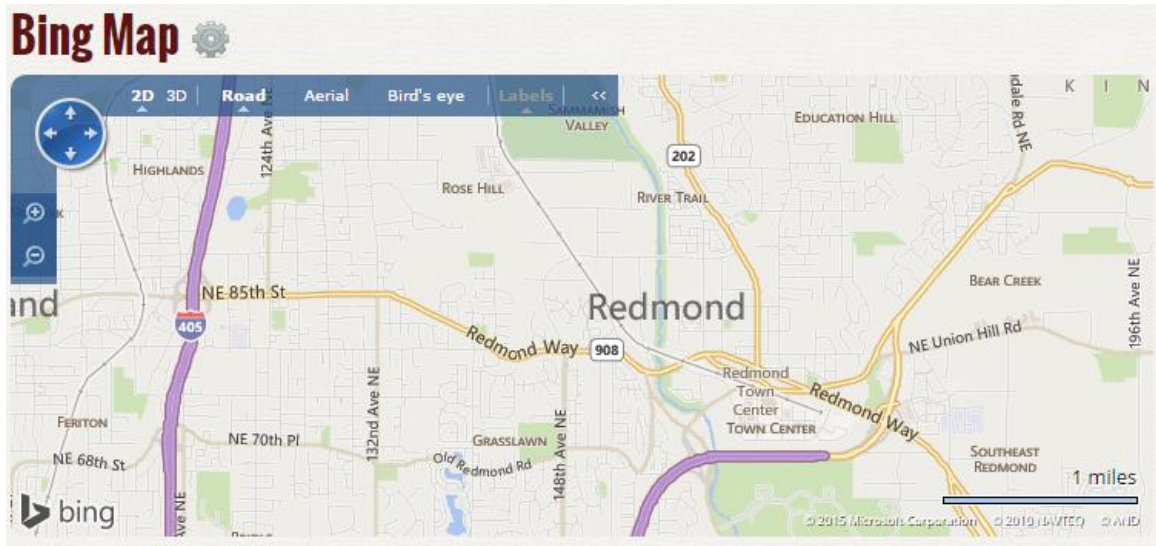 Bing Map
2D 3D Road Aerial Bird's eye Labels <<
124th Ave NE
SAMMAMISH
VALLEY
EDUCATION HILL
K I N
HIGHLANDS
202
ROSE HILL
RIVER TRAIL
BEAR CREEK
196th Ave NE
NE 85th St
Redmond
405
Redmond Way
908
NE Union Hill Rd
Redmond
Town
Center
TOWN CENTER
Redmond Way
FERITON
NE 70th Pl
132nd Ave NE
GRASSLAWN
148th Ave NE
Old Redmond Rd
NE 68th St
SOUTHEAST
REDMOND
1 miles
bing
Ave NE
© 2015 Microsoft Corporation © 2010 NAVTEQ © AND